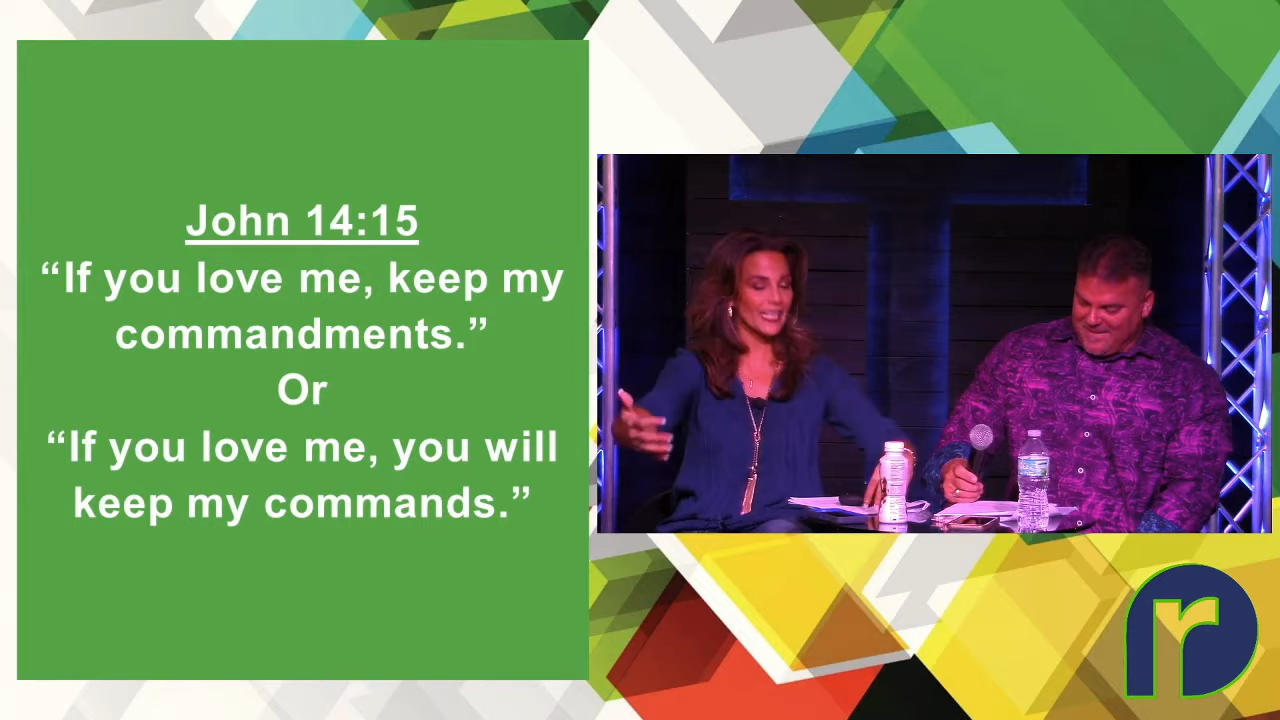 John 14:15
“If you love me, keep my
commandments.”
Or
“If you love me, you will
keep my commands.”
r